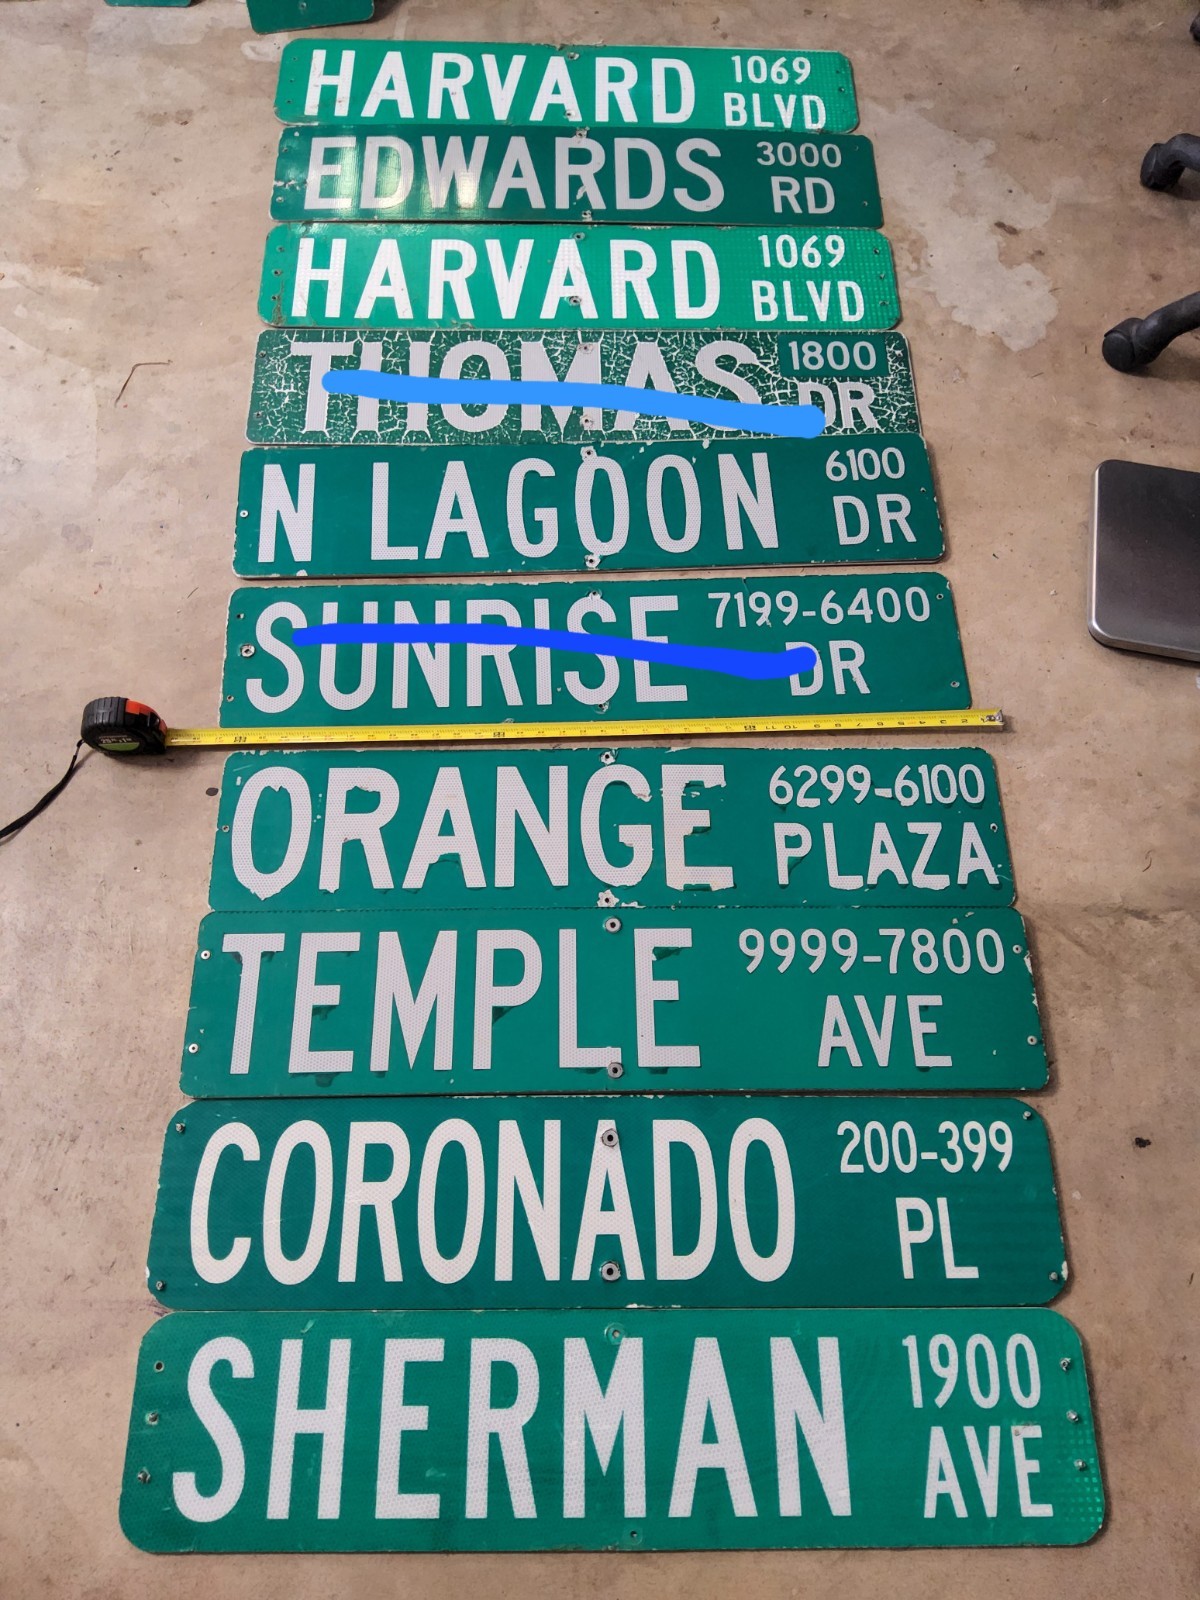 HARVARD 1069
BLVD
EDWARDS 3000
RD
HARVARD 1069
BLVD
THOMAS 1800
DR
N LAGOON 6100
DR
SUNRISE 7199-6400
DR
ORANGE 6299-6100
PLAZA
TEMPLE 9999-7800
AVE
CORONADO 200-399
PL
SHERMAN 1900
AVE